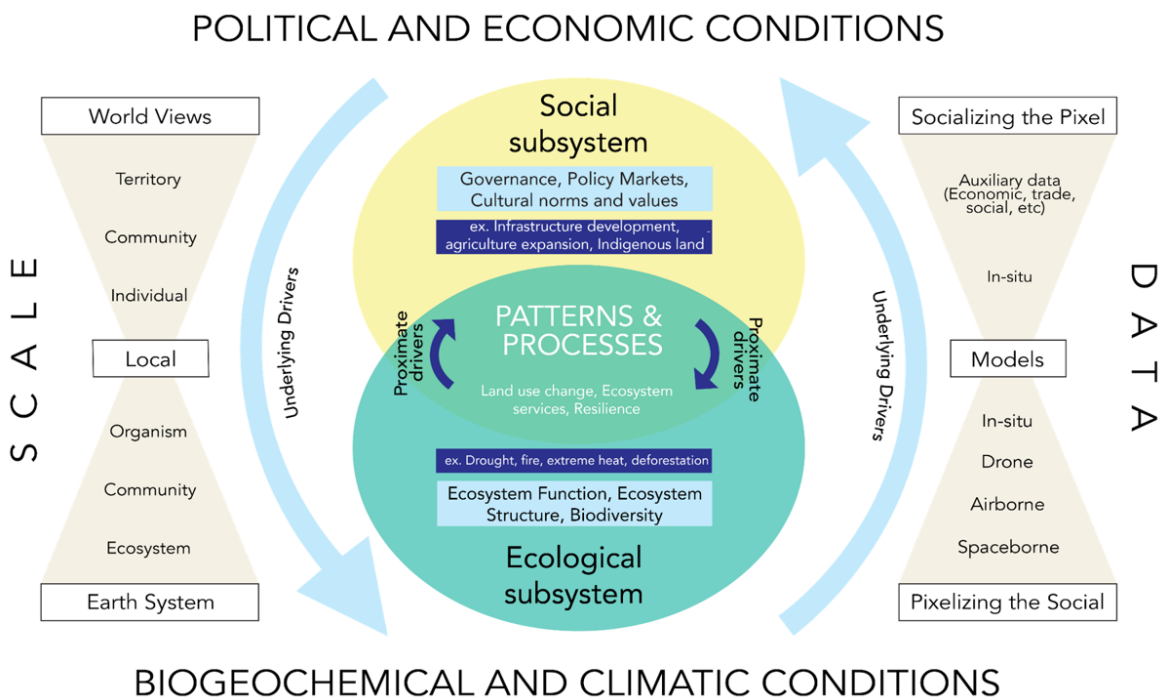 POLITICAL AND ECONOMIC CONDITIONS
SCALE
World Views
Territory
Community
Individual
Local
Organism
Community
Ecosystem
Earth System
Underlying Drivers
Social
subsystem
Governance, Policy Markets,
Cultural norms and values
ex. Infrastructure development,
agriculture expansion, Indigenous land
PATTERNS &
PROCESSES
Proximate
drivers
Proximate
drivers
Land use change, Ecosystem
services, Resilience
ex. Drought, fire, extreme heat, deforestation
Ecosystem Function, Ecosystem
Structure, Biodiversity
Ecological
subsystem
Underlying Drivers
Socializing the Pixel
Auxiliary data
(Economic, trade,
social, etc)
In-situ
Models
In-situ
Drone
Airborne
Spaceborne
Pixelizing the Social
DATA
BIOGEOCHEMICAL AND CLIMATIC CONDITIONS